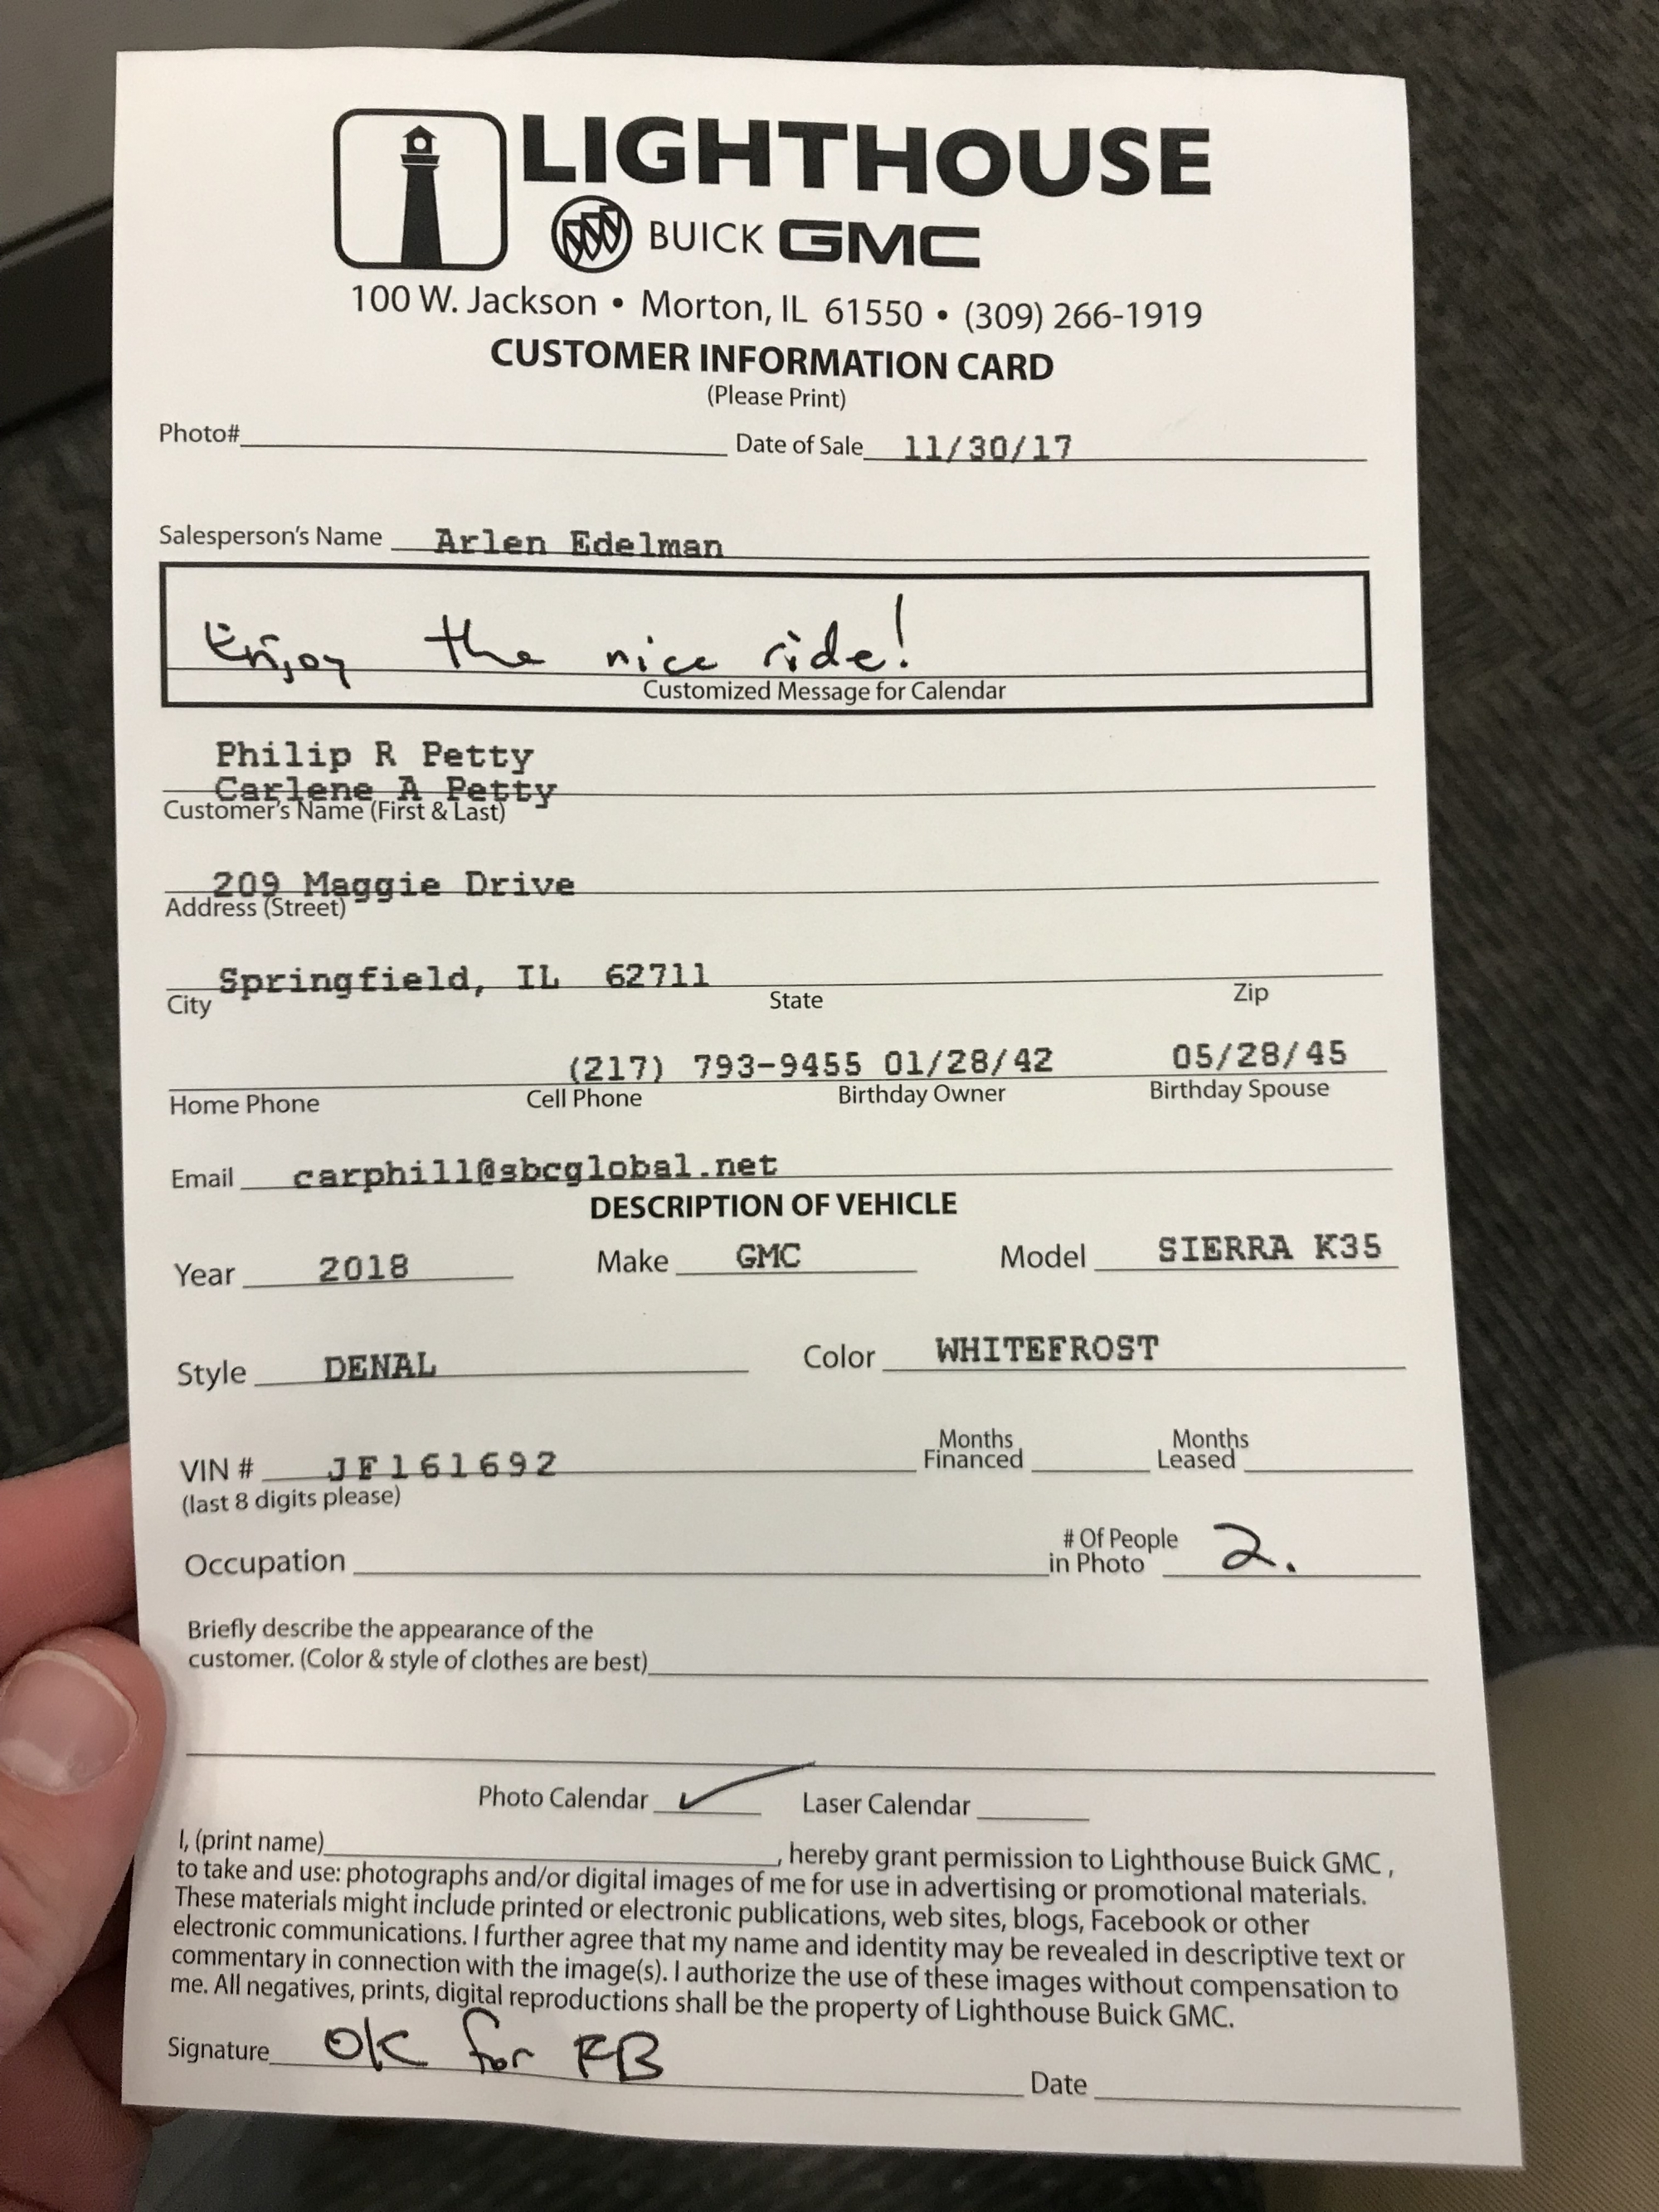 LIGHTHOUSE
BUICK GMC
100 W. Jackson • Morton, IL 61550 • (309) 266-1919
CUSTOMER INFORMATION CARD
(Please Print)
Photo# Date of Sale 11/30/17
Salesperson's Name Arlen Edelman
Enjoy the nice ride!
Customized Message for Calendar
Philip R Petty
Carlene A Petty
Customer's Name (First & Last)
209 Maggie Drive
Address (Street)
Springfield, IL 62711
City State Zip
(217) 793-9455 01/28/42 05/28/45
Home Phone Cell Phone Birthday Owner Birthday Spouse
Email carphill@sbcglobal.net
DESCRIPTION OF VEHICLE
Year 2018 Make GMC Model SIERRA K35
Style DENAL Color WHITEFROST
VIN # JF161692 Months Financed Months Leased
(last 8 digits please)
Occupation # Of People in Photo 2.
Briefly describe the appearance of the
customer. (Color & style of clothes are best)
Photo Calendar ✓ Laser Calendar
I, (print name) , hereby grant permission to Lighthouse Buick GMC ,
to take and use: photographs and/or digital images of me for use in advertising or promotional materials.
These materials might include printed or electronic publications, web sites, blogs, Facebook or other
electronic communications. I further agree that my name and identity may be revealed in descriptive text or
commentary in connection with the image(s). I authorize the use of these images without compensation to
me. All negatives, prints, digital reproductions shall be the property of Lighthouse Buick GMC.
Signature OK for FB Date